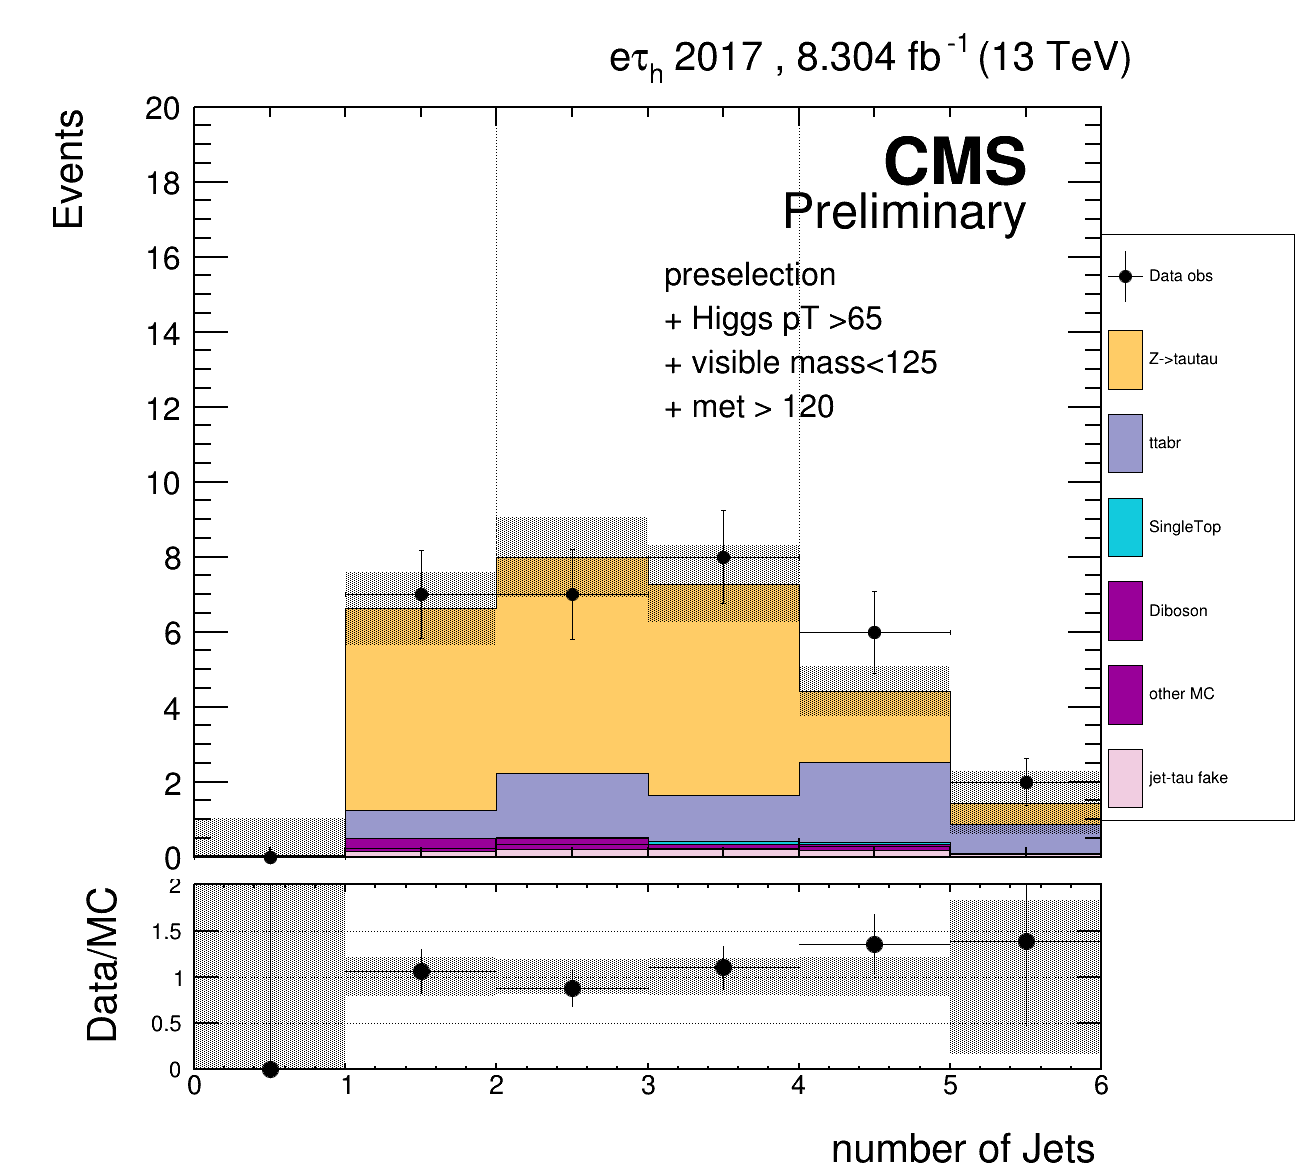 eτh 2017 , 8.304 fb-1 (13 TeV)
Events
20
18
16
14
12
10
8
6
4
2
0
CMS
Preliminary
preselection
+ Higgs pT >65
+ visible mass<125
+ met > 120
Data obs
Z->tautau
ttabr
SingleTop
Diboson
other MC
jet-tau fake
Data/MC
2
1.5
1
0.5
0
0 1 2 3 4 5 6
number of Jets